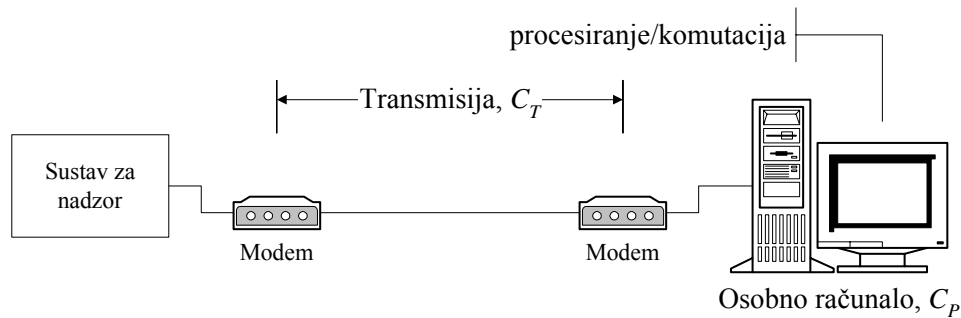 procesiranje/komutacija
Transmisija, C_T
Sustav za
nadzor
Modem
Modem
Osobno računalo, C_P